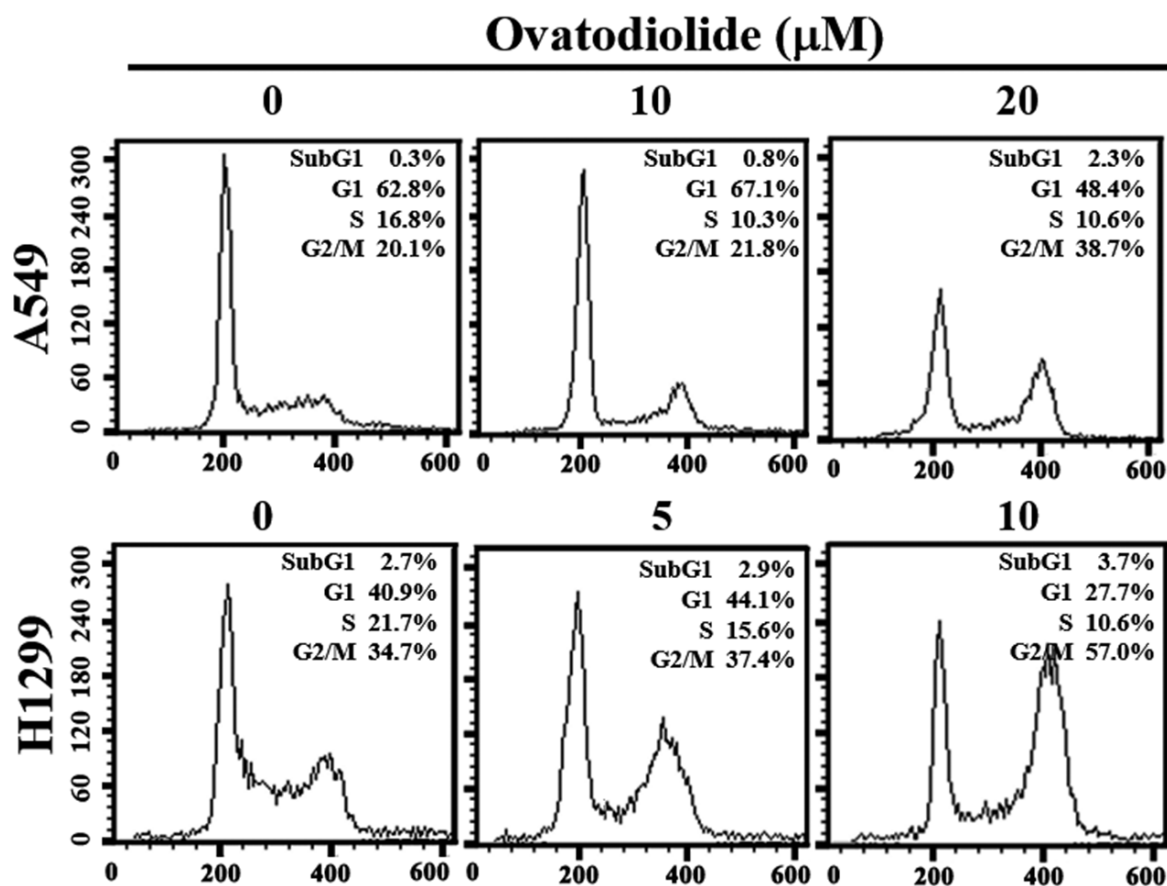 Ovatodiolide (μM)
0 10 20
A549
300
240
180
120
60
0
SubG1 0.3%
G1 62.8%
S 16.8%
G2/M 20.1%
0 200 400 600
SubG1 0.8%
G1 67.1%
S 10.3%
G2/M 21.8%
0 200 400 600
SubG1 2.3%
G1 48.4%
S 10.6%
G2/M 38.7%
0 200 400 600
0 5 10
H1299
300
240
180
120
60
0
SubG1 2.7%
G1 40.9%
S 21.7%
G2/M 34.7%
0 200 400 600
SubG1 2.9%
G1 44.1%
S 15.6%
G2/M 37.4%
0 200 400 600
SubG1 3.7%
G1 27.7%
S 10.6%
G2/M 57.0%
0 200 400 600